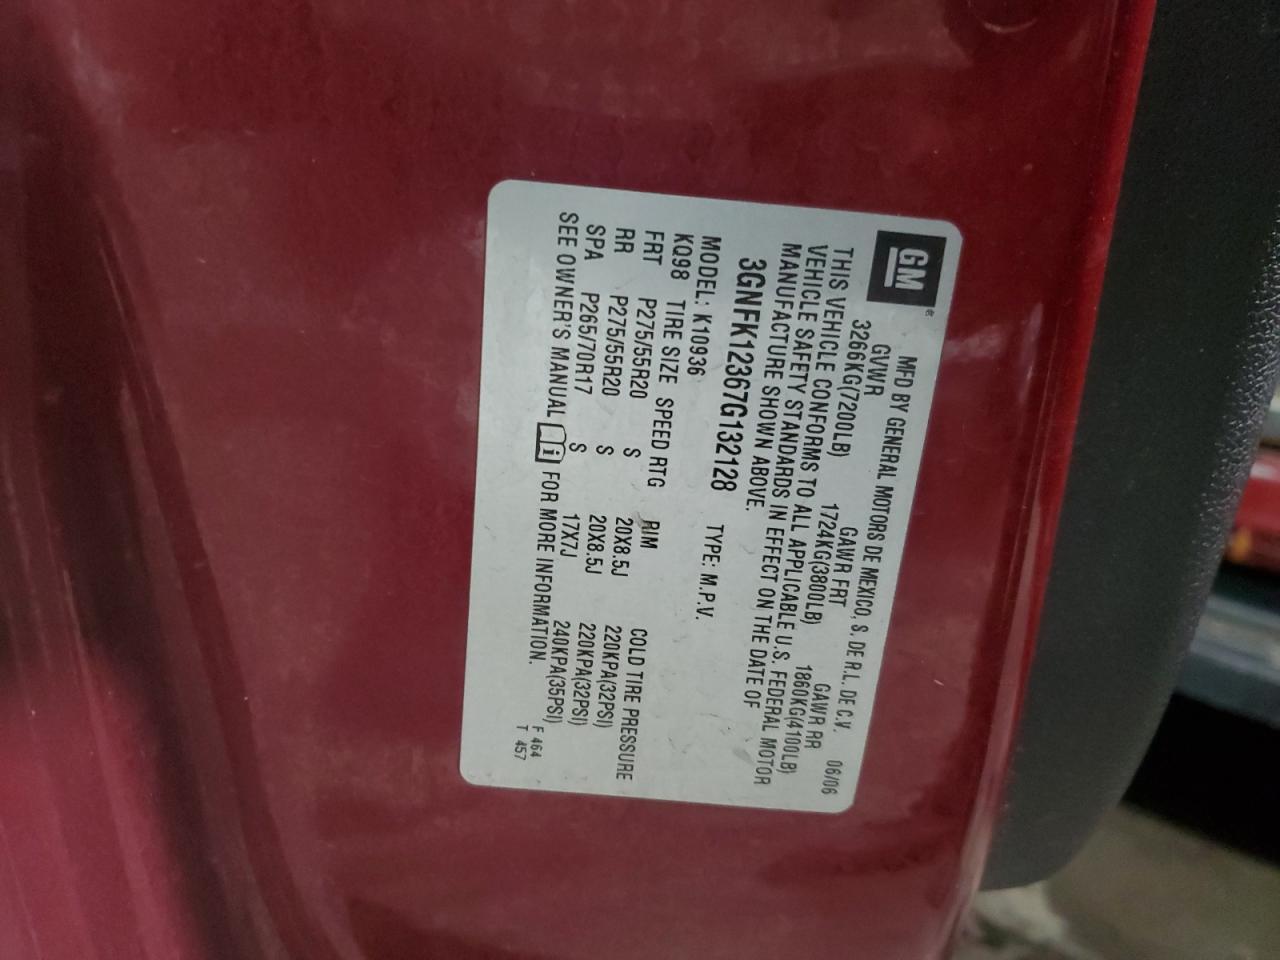 GM®
MFD BY GENERAL MOTORS DE MEXICO, S. DE R.L. DE C.V. 06/06
GVWR GAWR FRT GAWR RR
3266KG(7200LB) 1724KG(3800LB) 1860KG(4100LB)
THIS VEHICLE CONFORMS TO ALL APPLICABLE U.S. FEDERAL MOTOR
VEHICLE SAFETY STANDARDS IN EFFECT ON THE DATE OF
MANUFACTURE SHOWN ABOVE.
3GNFK12367G132128 TYPE: M.P.V.
MODEL: K10936
KQ98 TIRE SIZE SPEED RTG RIM COLD TIRE PRESSURE
FRT P275/55R20 S 20X8.5J 220KPA(32PSI)
RR P275/55R20 S 20X8.5J 220KPA(32PSI)
SPA P265/70R17 S 17X7J 240KPA(35PSI)
SEE OWNER'S MANUAL i FOR MORE INFORMATION.
F 464
T 457